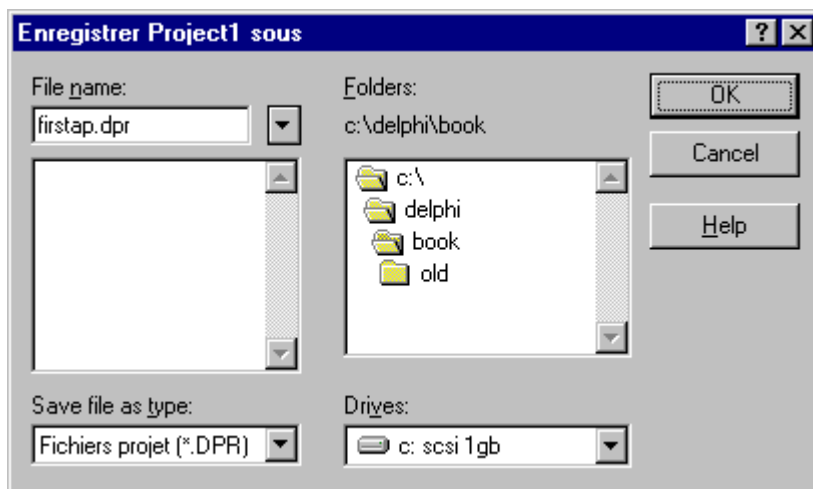 Enregistrer Project1 sous
File name:
firstap.dpr
Folders:
c:\delphi\book
c:\
delphi
book
old
OK
Cancel
Help
Save file as type:
Fichiers projet (*.DPR)
Drives:
c: scsi 1gb